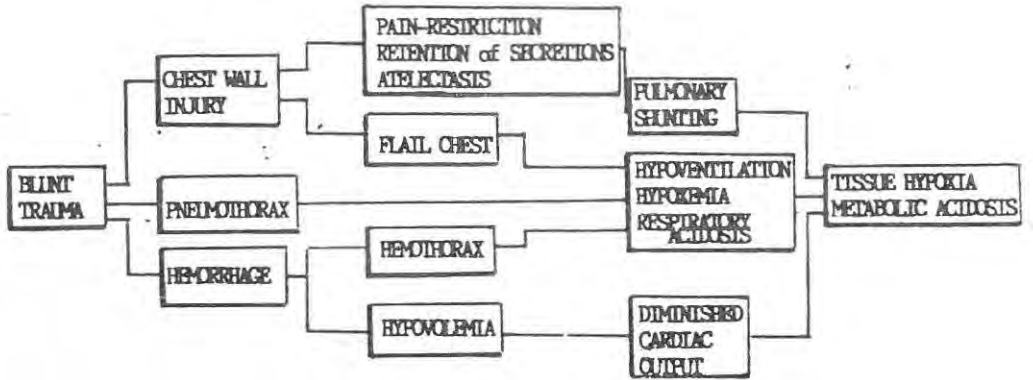 BLUNT
TRAUMA
CHEST WALL
INJURY
PNEUMOTHORAX
HEMORRHAGE
PAIN-RESTRICTION
RETENTION of SECRETIONS
ATELECTASIS
FLAIL CHEST
HEMOTHORAX
HYPOVOLEMIA
PULMONARY
SHUNTING
HYPOVENTILATION
HYPOXEMIA
RESPIRATORY
ACIDOSIS
DIMINISHED
CARDIAC
OUTPUT
TISSUE HYPOXIA
METABOLIC ACIDOSIS